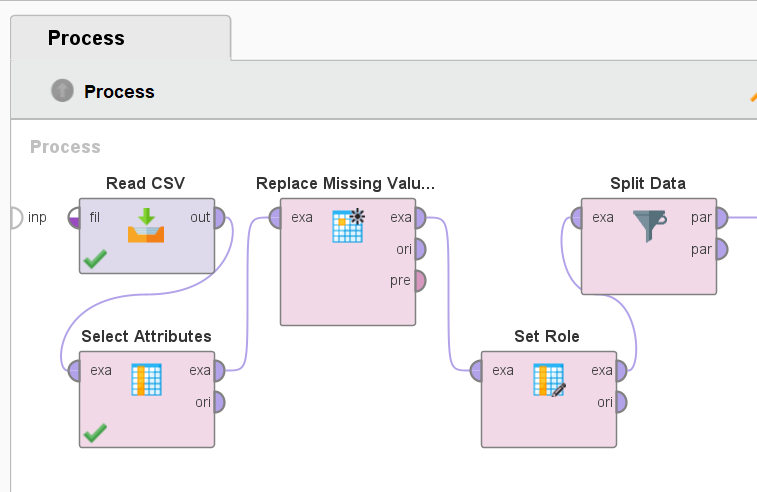 Process
Process
Process
Read CSV
inp
fil
out
Replace Missing Valu...
exa
exa
ori
pre
Split Data
exa
par
par
Select Attributes
exa
exa
ori
Set Role
exa
exa
ori